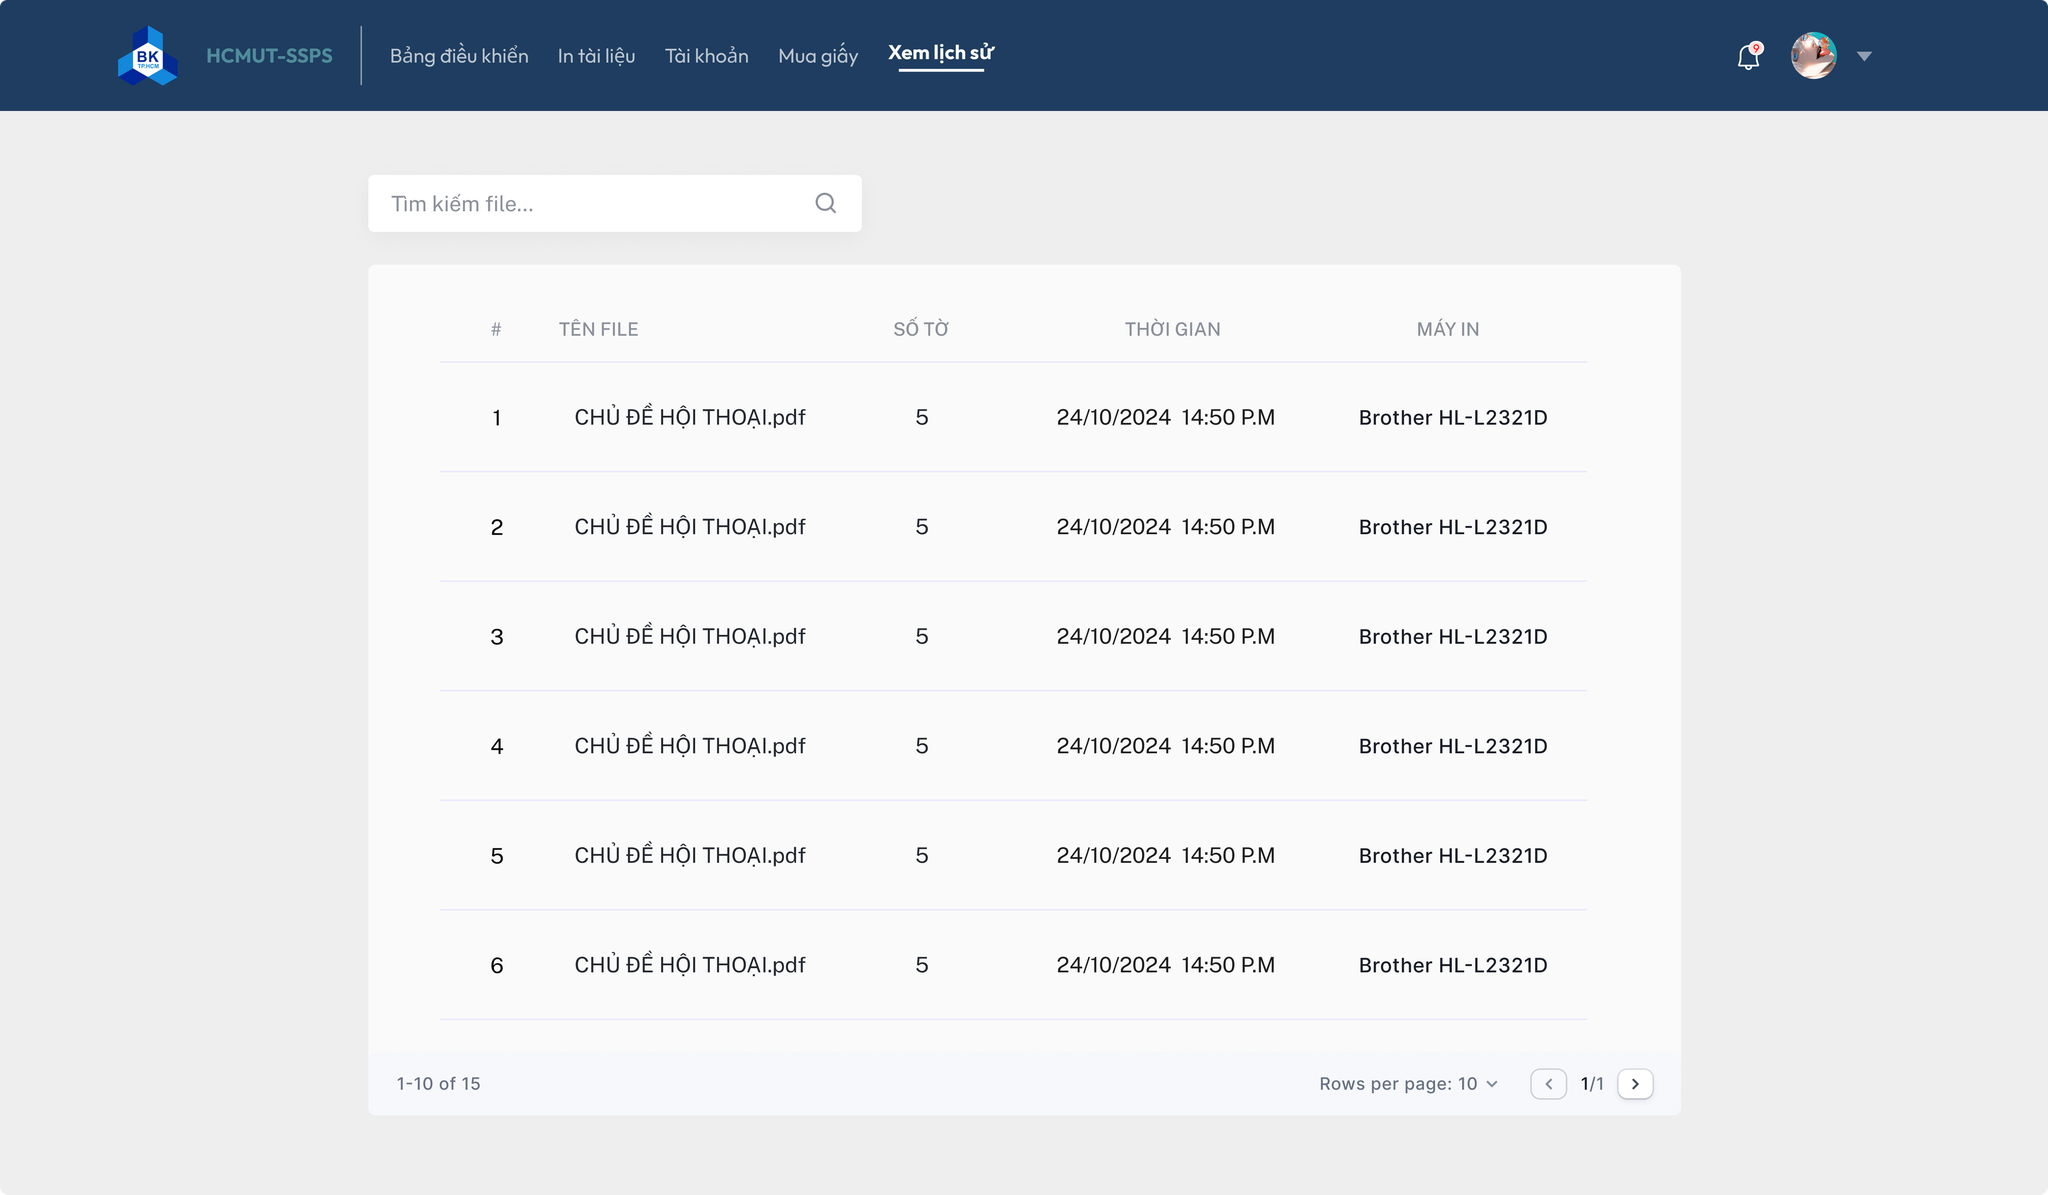 BK
TP.HCM
HCMUT-SSPS
Bảng điều khiển
In tài liệu
Tài khoản
Mua giấy
Xem lịch sử
9
Tìm kiếm file...
# TÊN FILE SỐ TỜ THỜI GIAN MÁY IN
1 CHỦ ĐỀ HỘI THOẠI.pdf 5 24/10/2024 14:50 P.M Brother HL-L2321D
2 CHỦ ĐỀ HỘI THOẠI.pdf 5 24/10/2024 14:50 P.M Brother HL-L2321D
3 CHỦ ĐỀ HỘI THOẠI.pdf 5 24/10/2024 14:50 P.M Brother HL-L2321D
4 CHỦ ĐỀ HỘI THOẠI.pdf 5 24/10/2024 14:50 P.M Brother HL-L2321D
5 CHỦ ĐỀ HỘI THOẠI.pdf 5 24/10/2024 14:50 P.M Brother HL-L2321D
6 CHỦ ĐỀ HỘI THOẠI.pdf 5 24/10/2024 14:50 P.M Brother HL-L2321D
1-10 of 15 Rows per page: 10 1/1